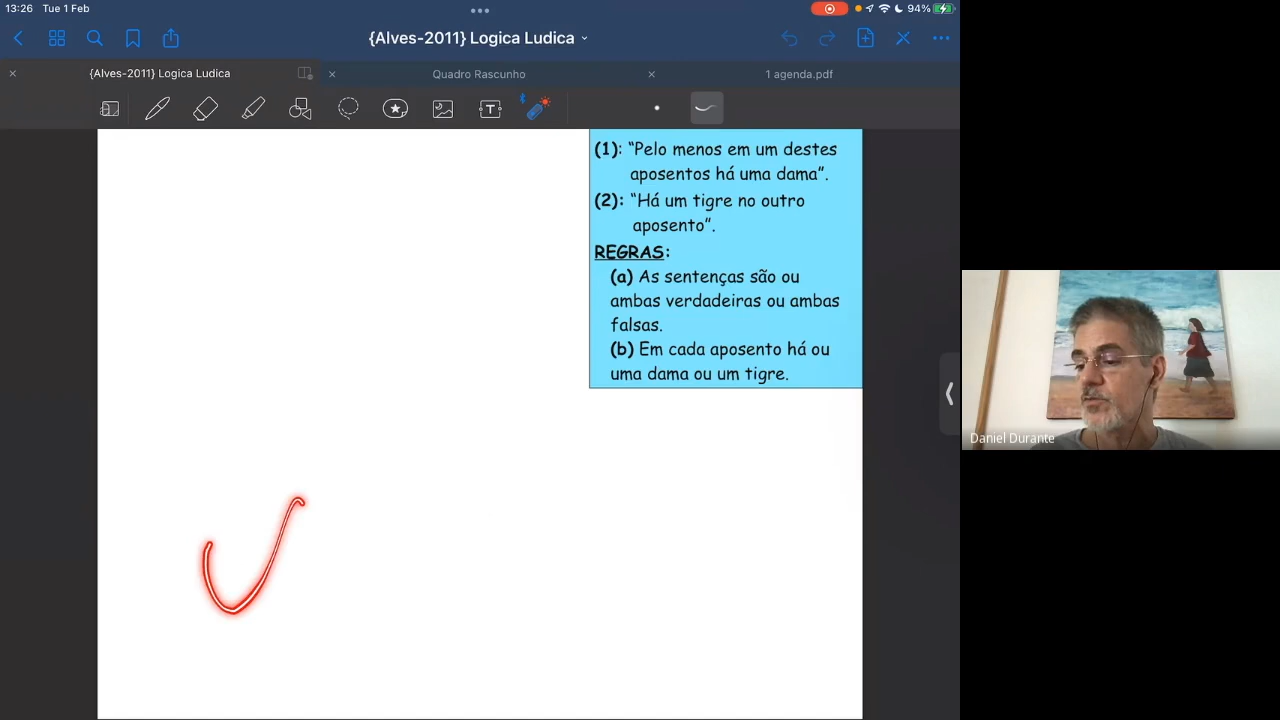 13:26 Tue 1 Feb
94%
{Alves-2011} Logica Ludica
{Alves-2011} Logica Ludica
Quadro Rascunho
1 agenda.pdf
T
(1): “Pelo menos em um destes
aposentos há uma dama”.
(2): “Há um tigre no outro
aposento”.
REGRAS:
(a) As sentenças são ou
ambas verdadeiras ou ambas
falsas.
(b) Em cada aposento há ou
uma dama ou um tigre.
Daniel Durante